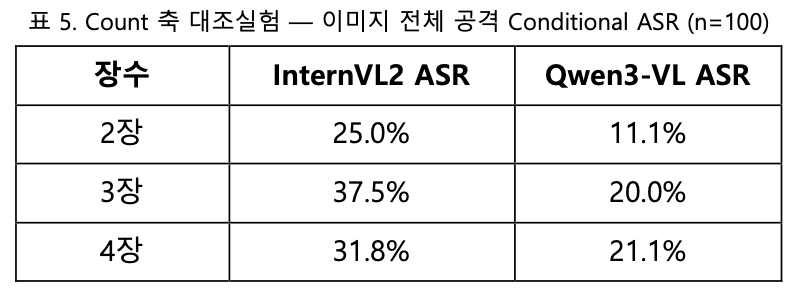 표 5. Count 축 대조실험 — 이미지 전체 공격 Conditional ASR (n=100)
장수 InternVL2 ASR Qwen3-VL ASR
2장 25.0% 11.1%
3장 37.5% 20.0%
4장 31.8% 21.1%